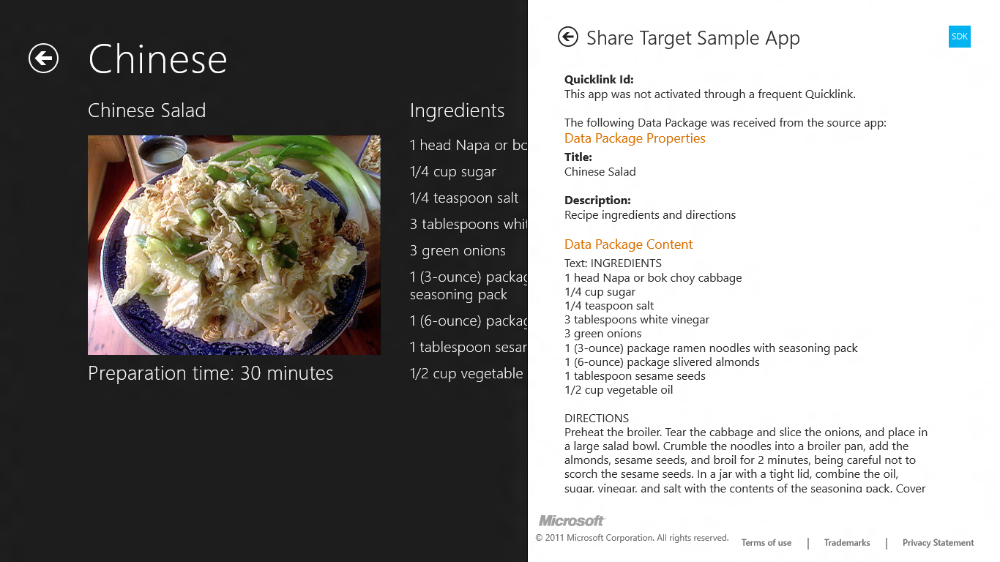 Chinese
Chinese Salad
Preparation time: 30 minutes
Ingredients
1 head Napa or
1/4 cup sugar
1/4 teaspoon salt
3 tablespoons
3 green onions
1 (3-ounce)
seasoning pack
1 (6-ounce)
1 tablespoon
1/2 cup vegetable
Share Target Sample App
SDK
Quicklink Id:
This app was not activated through a frequent Quicklink.
The following Data Package was received from the source app:
Data Package Properties
Title:
Chinese Salad
Description:
Recipe ingredients and directions
Data Package Content
Text: INGREDIENTS
1 head Napa or bok choy cabbage
1/4 cup sugar
1/4 teaspoon salt
3 tablespoons white vinegar
3 green onions
1 (3-ounce) package ramen noodles with seasoning pack
1 (6-ounce) package slivered almonds
1 tablespoon sesame seeds
1/2 cup vegetable oil
DIRECTIONS
Preheat the broiler. Tear the cabbage and slice the onions, and place in
a large salad bowl. Crumble the noodles into a broiler pan, add the
almonds, sesame seeds, and broil for 2 minutes, being careful not to
scorch the sesame seeds. In a jar with a tight lid, combine the oil,
sugar, vinegar, and salt with the contents of the seasoning pack. Cover
Microsoft
© 2011 Microsoft Corporation. All rights reserved.
Terms of use | Trademarks | Privacy Statement